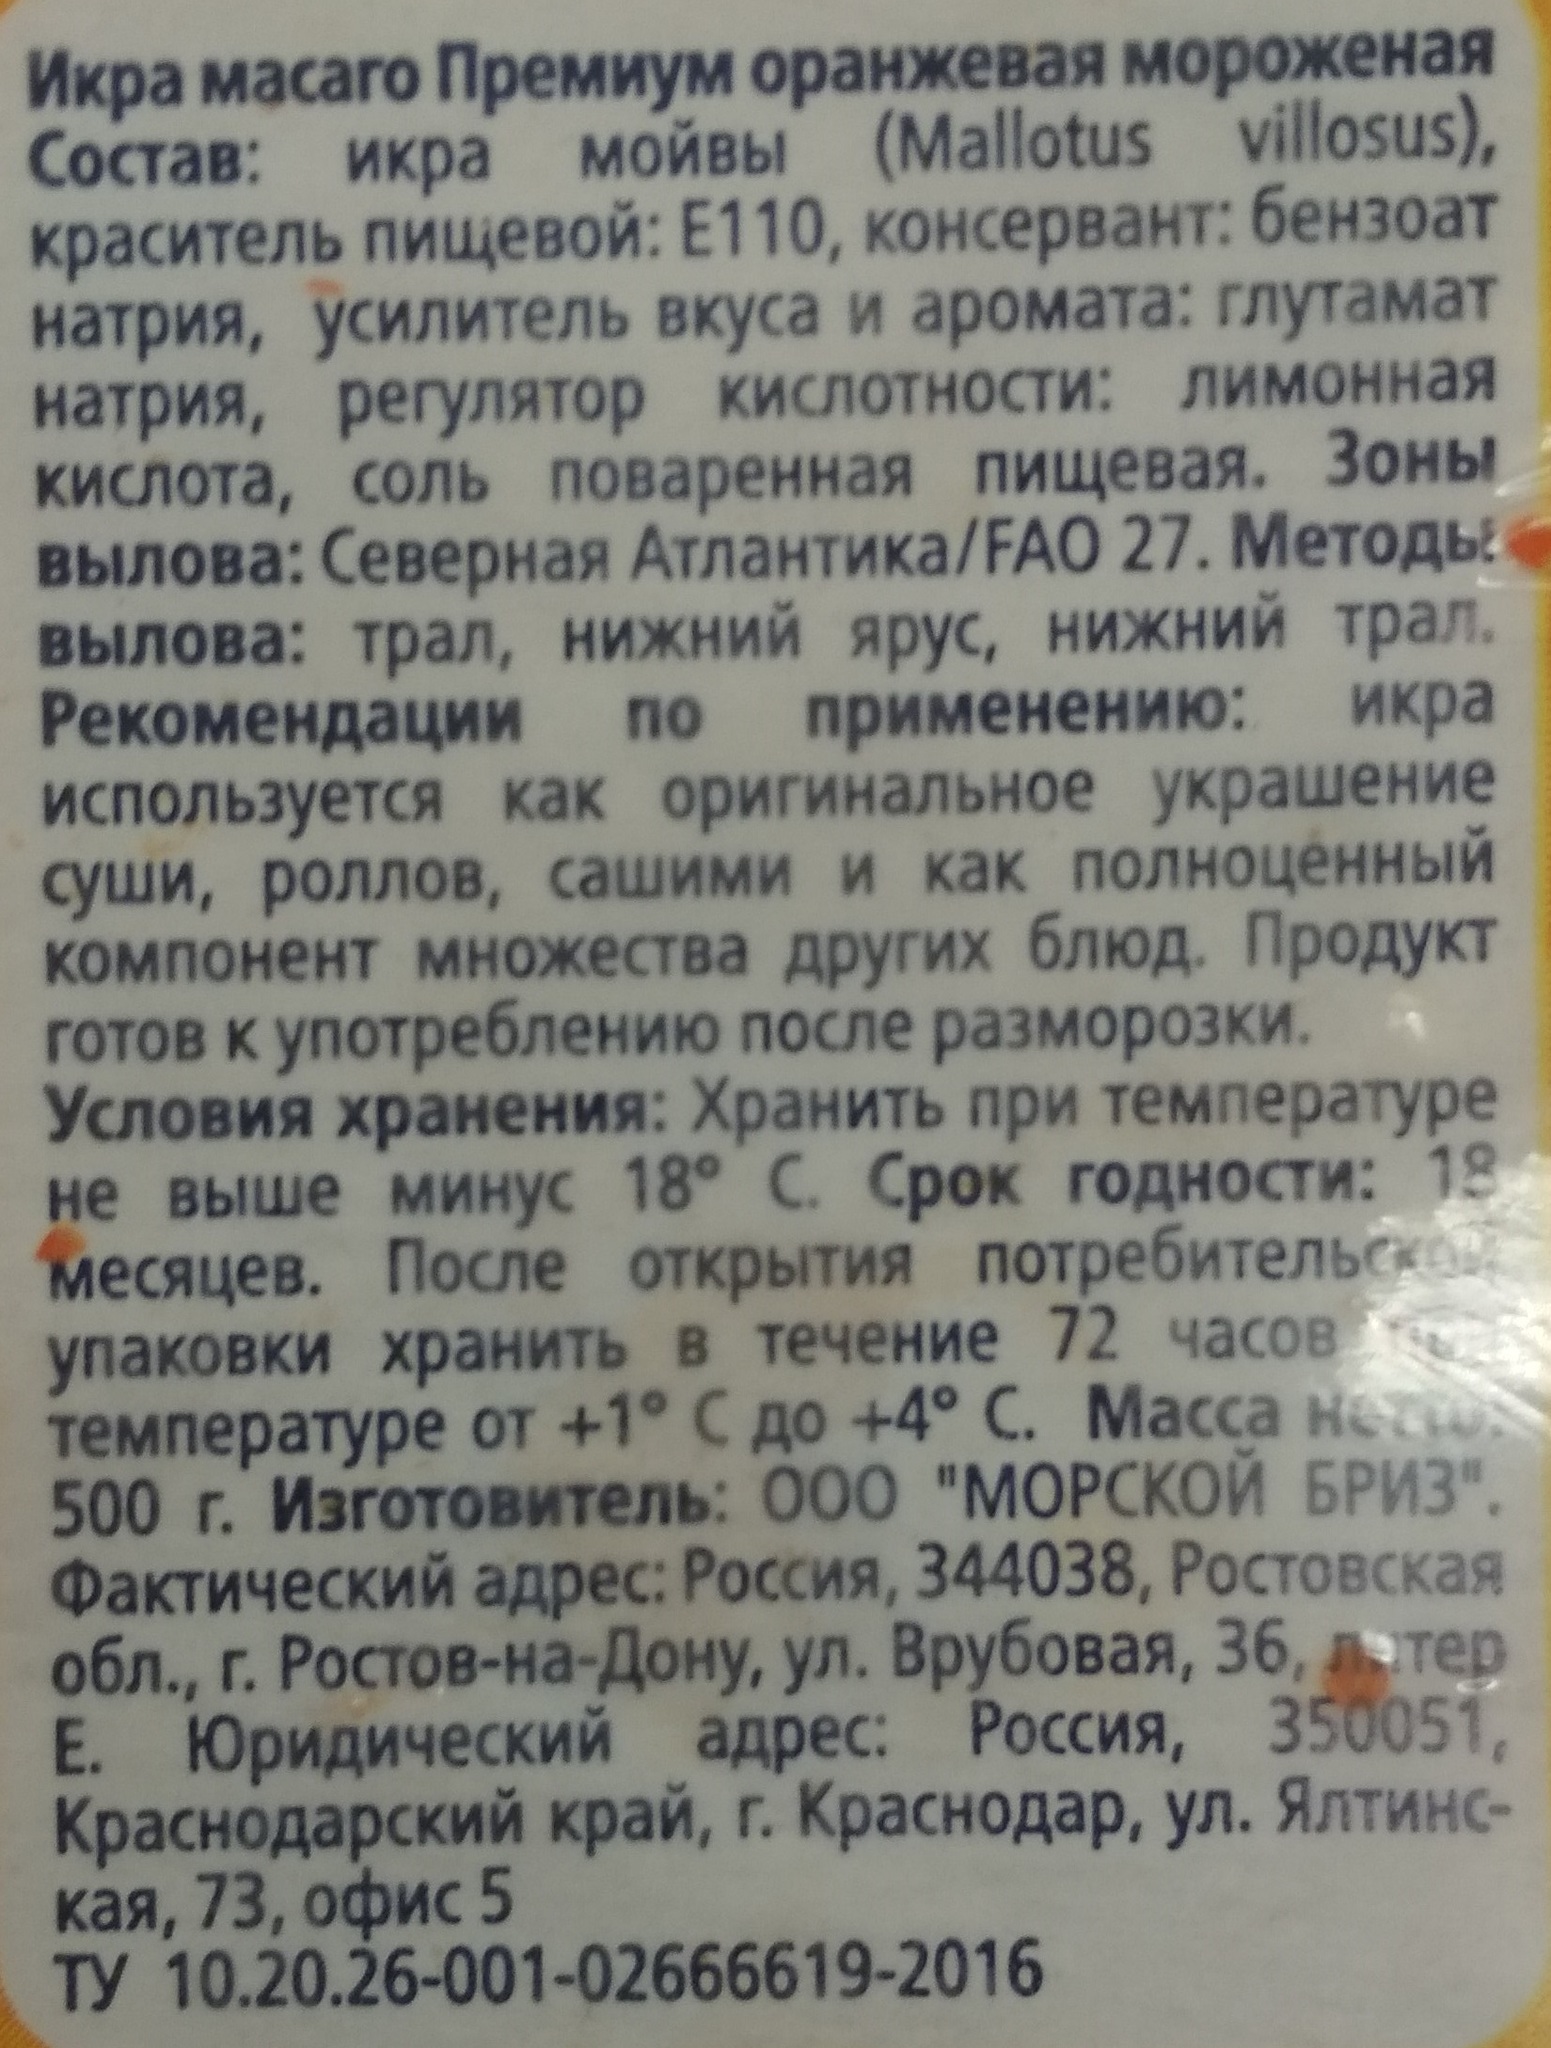 Икра масаго Премиум оранжевая мороженая
Состав: икра мойвы (Mallotus villosus),
краситель пищевой: Е110, консервант: бензоат
натрия, усилитель вкуса и аромата: глутамат
натрия, регулятор кислотности: лимонная
кислота, соль поваренная пищевая. Зоны
вылова: Северная Атлантика/FAO 27. Методы
вылова: трал, нижний ярус, нижний трал.
Рекомендации по применению: икра
используется как оригинальное украшение
суши, роллов, сашими и как полноценный
компонент множества других блюд. Продукт
готов к употреблению после разморозки.
Условия хранения: Хранить при температуре
не выше минус 18° С. Срок годности: 18
месяцев. После открытия потребительской
упаковки хранить в течение 72 часов
температуре от +1° С до +4° С. Масса нетто:
500 г. Изготовитель: ООО "МОРСКОЙ БРИЗ".
Фактический адрес: Россия, 344038, Ростовская
обл., г. Ростов-на-Дону, ул. Врубовая, 36, литер
Е. Юридический адрес: Россия, 350051,
Краснодарский край, г. Краснодар, ул. Ялтинс-
кая, 73, офис 5
ТУ 10.20.26-001-02666619-2016